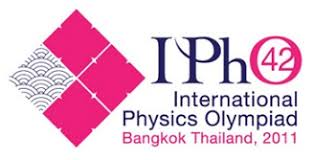 IPhO 42
International
Physics Olympiad
Bangkok Thailand, 2011